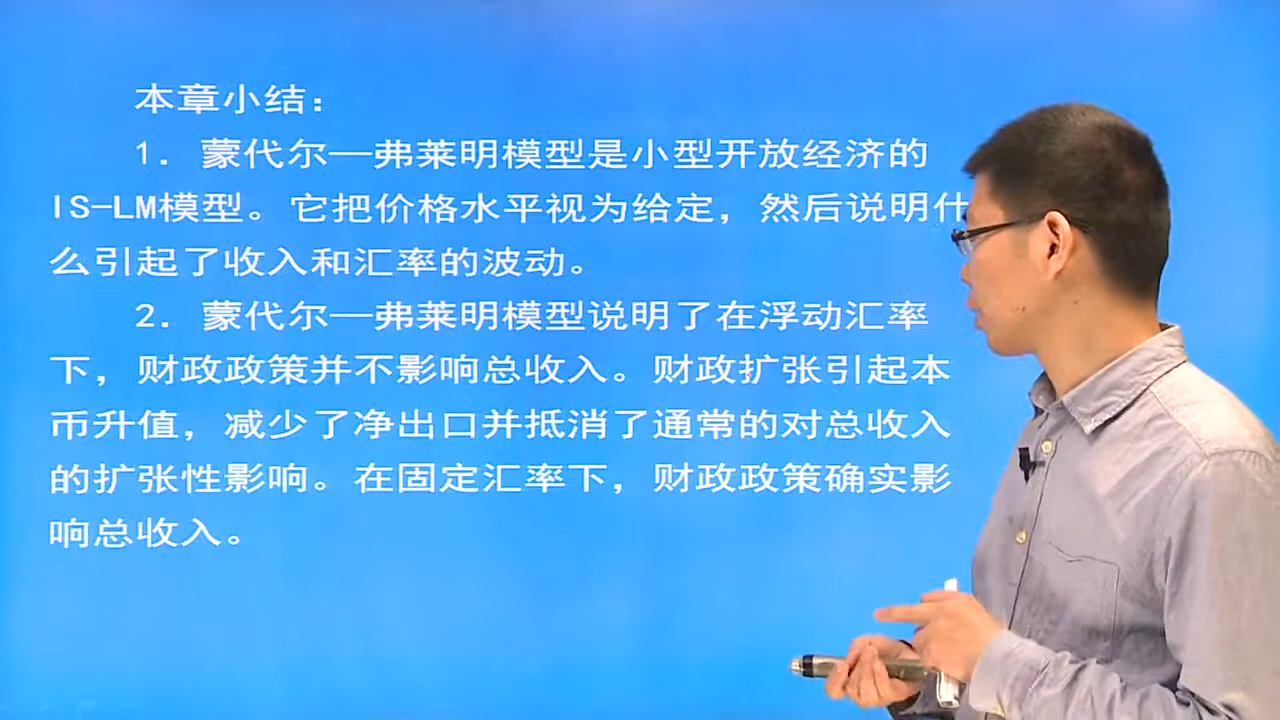 本章小结：
1. 蒙代尔—弗莱明模型是小型开放经济的
IS-LM模型。它把价格水平视为给定，然后说明什
么引起了收入和汇率的波动。
2. 蒙代尔—弗莱明模型说明了在浮动汇率
下，财政政策并不影响总收入。财政扩张引起本
币升值，减少了净出口并抵消了通常的对总收入
的扩张性影响。在固定汇率下，财政政策确实影
响总收入。